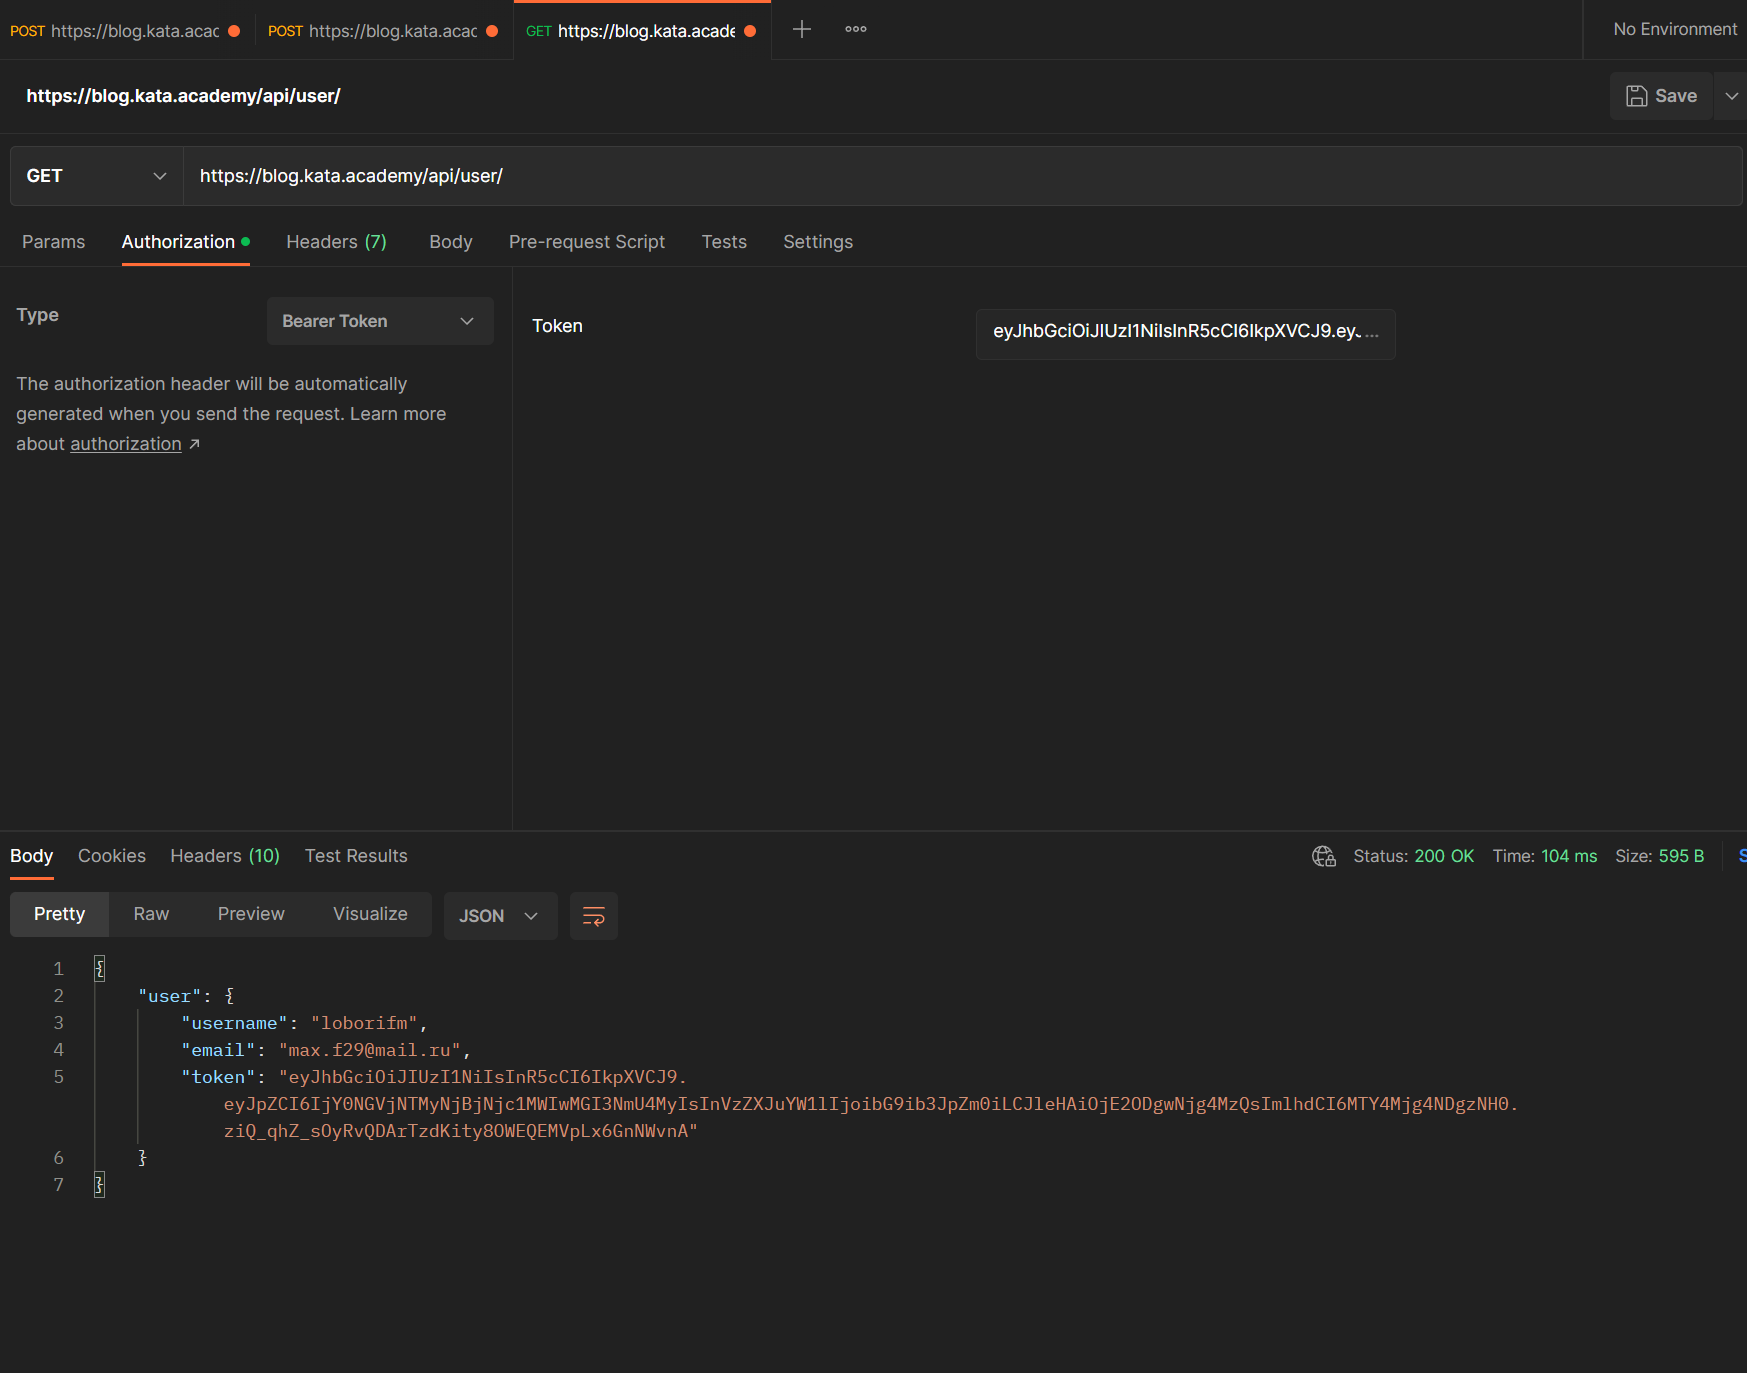 POST https://blog.kata.acac
POST https://blog.kata.acac
GET https://blog.kata.acade
No Environment
https://blog.kata.academy/api/user/
Save
GET
https://blog.kata.academy/api/user/
Params
Authorization
Headers (7)
Body
Pre-request Script
Tests
Settings
Type
Bearer Token
The authorization header will be automatically
generated when you send the request. Learn more
about authorization ↗
Token
eyJhbGciOiJIUzI1NiIsInR5cCI6IkpXVCJ9.eyJ...
Body
Cookies
Headers (10)
Test Results
Status: 200 OK
Time: 104 ms
Size: 595 B
S
Pretty
Raw
Preview
Visualize
JSON
1 {
2 "user": {
3 "username": "loborifm",
4 "email": "max.f29@mail.ru",
5 "token": "eyJhbGciOiJIUzI1NiIsInR5cCI6IkpXVCJ9.
eyJpZCI6IjY0NGVjNTMyNjBjNjc1MWIwMGI3NmU4MyIsInVzZXJuYW1lIjoibG9ib3JpZm0iLCJleHAiOjE2ODgwNjg4MzQsImlhdCI6MTY4Mjg4NDgzNH0.
ziQ_qhZ_sOyRvQDArTzdKity8OWEQEMVpLx6GnNWvnA"
6 }
7 }